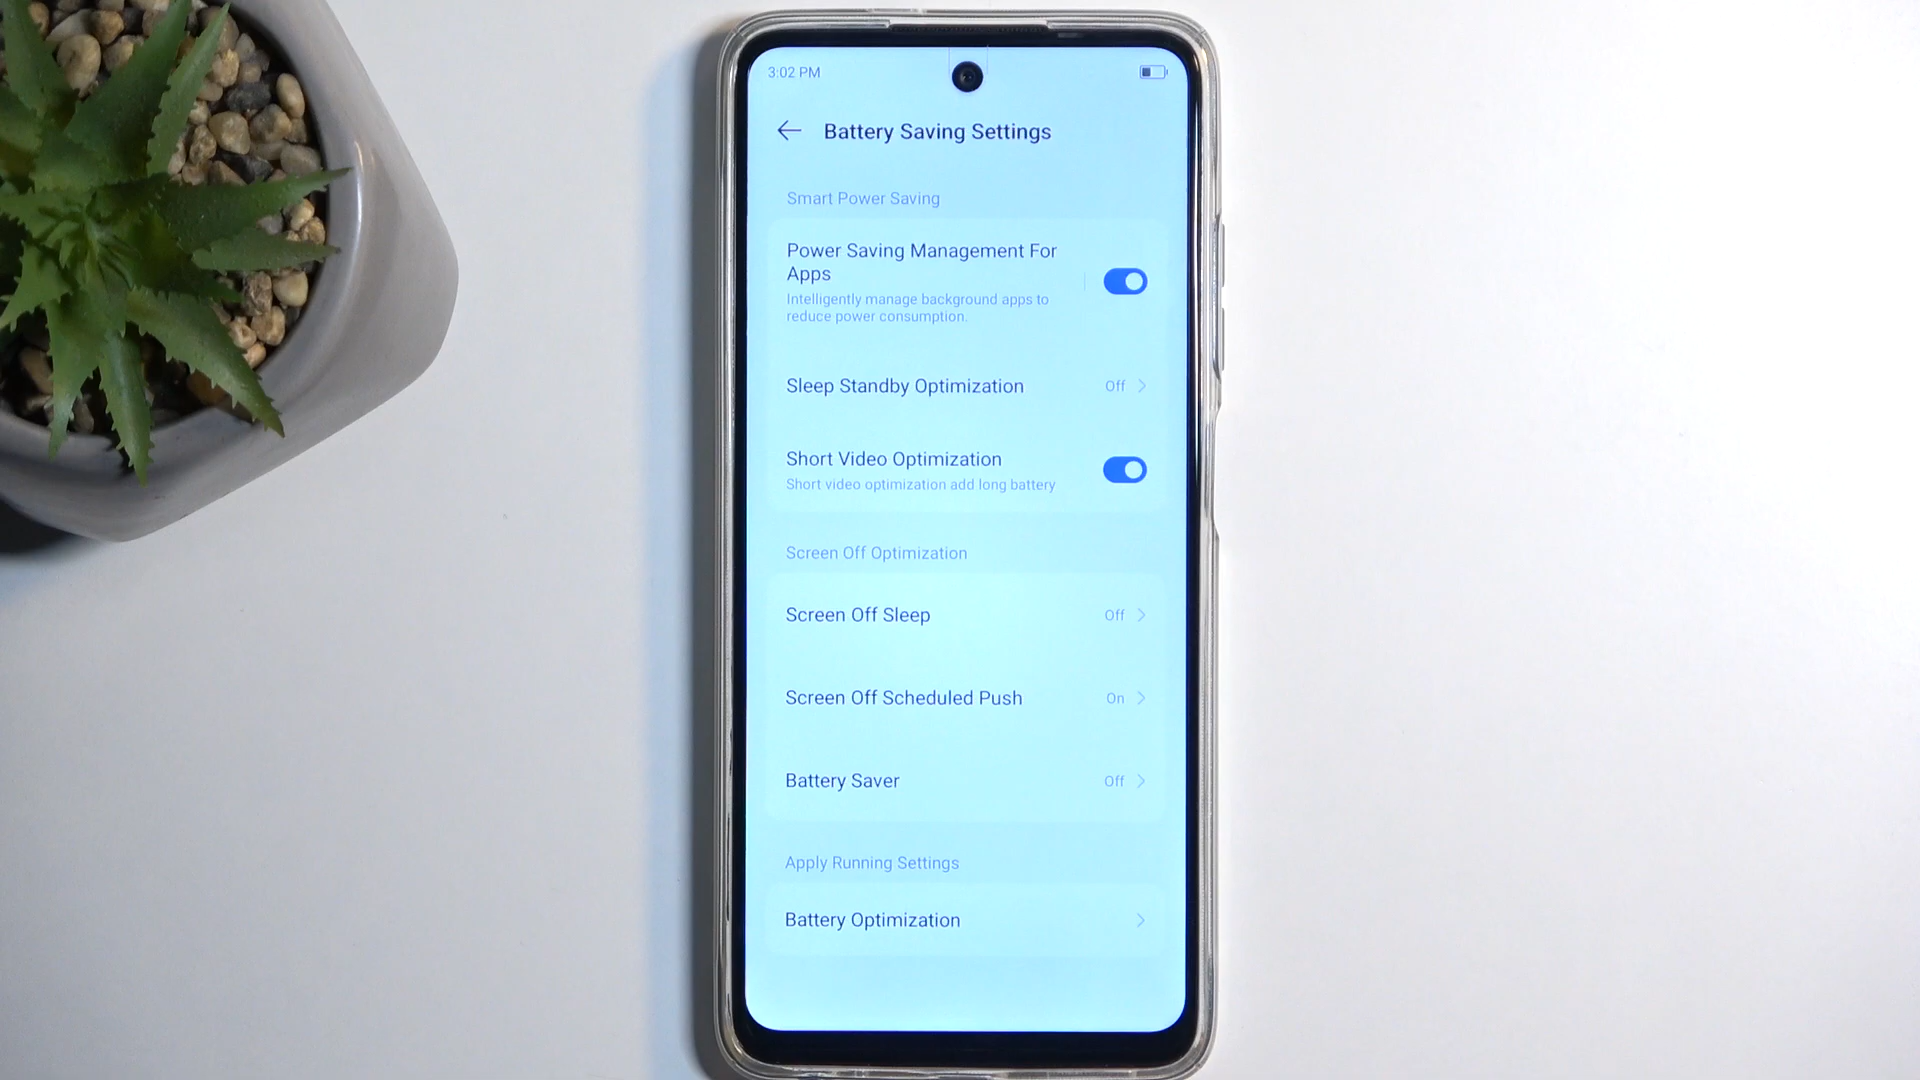 3:02 PM
Battery Saving Settings
Smart Power Saving
Power Saving Management For
Apps
Intelligently manage background apps to
reduce power consumption.
Sleep Standby Optimization Off
Short Video Optimization
Short video optimization add long battery
Screen Off Optimization
Screen Off Sleep Off
Screen Off Scheduled Push On
Battery Saver Off
Apply Running Settings
Battery Optimization